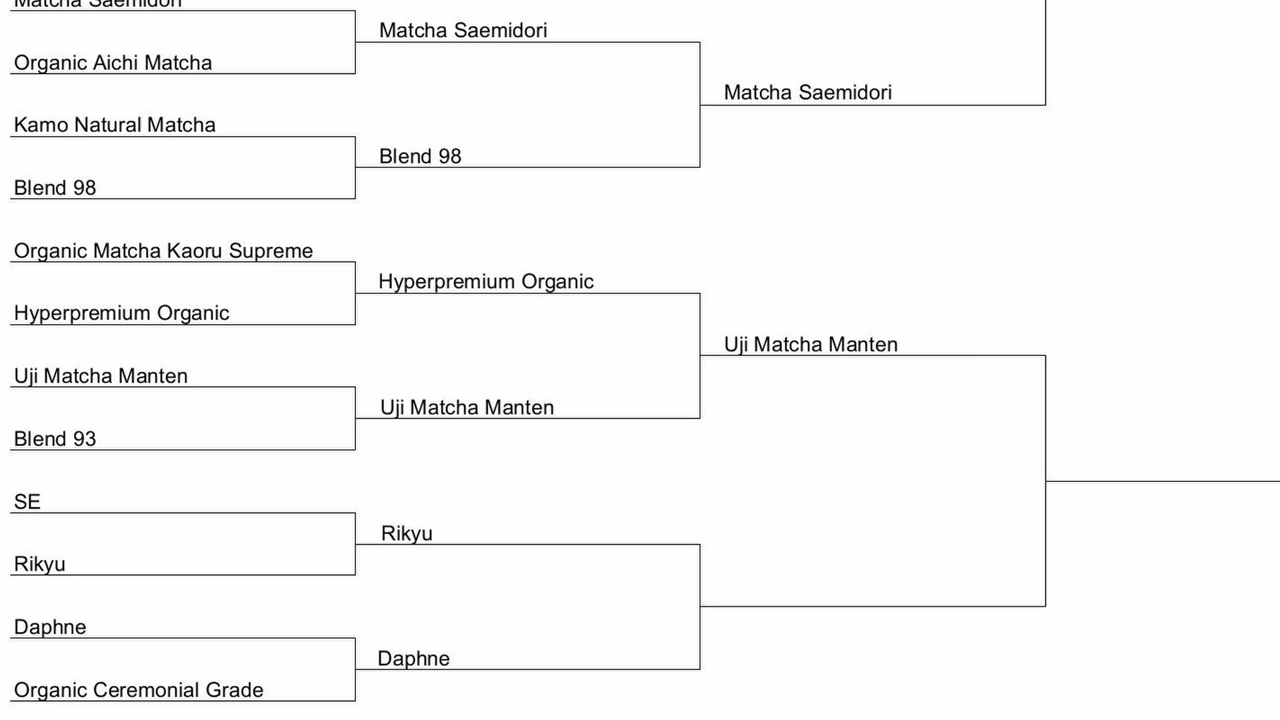 Matcha Saemidori
Organic Aichi Matcha
Kamo Natural Matcha
Blend 98
Organic Matcha Kaoru Supreme
Hyperpremium Organic
Uji Matcha Manten
Blend 93
SE
Rikyu
Daphne
Organic Ceremonial Grade
Matcha Saemidori
Blend 98
Hyperpremium Organic
Uji Matcha Manten
Rikyu
Daphne
Matcha Saemidori
Uji Matcha Manten